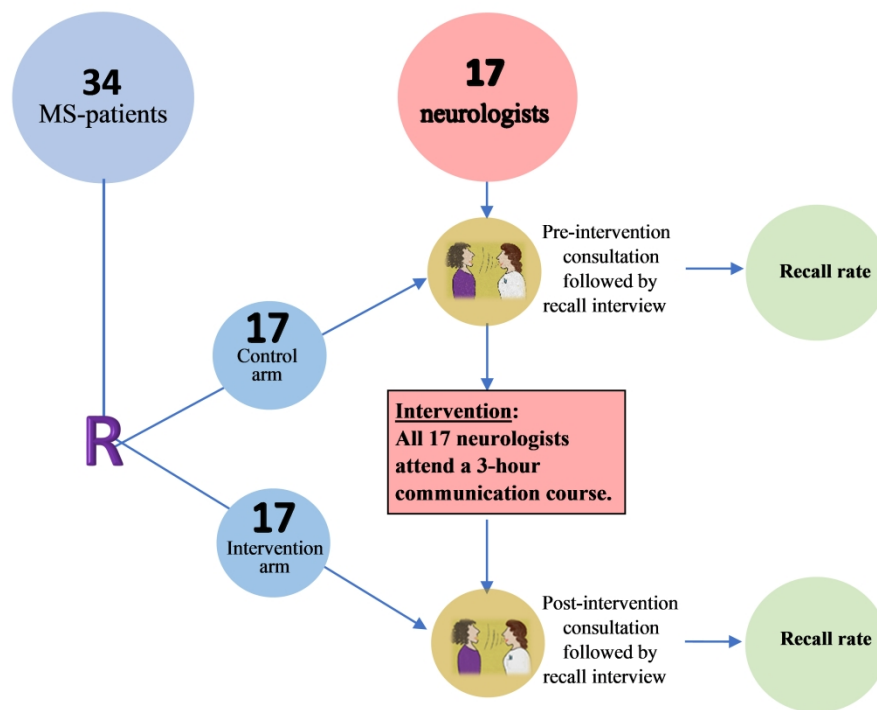 34
MS-patients
17
neurologists
Pre-intervention
consultation
followed by
recall interview
Recall rate
17
Control
arm
Intervention:
All 17 neurologists
attend a 3-hour
communication course.
R
17
Intervention
arm
Post-intervention
consultation
followed by
recall interview
Recall rate